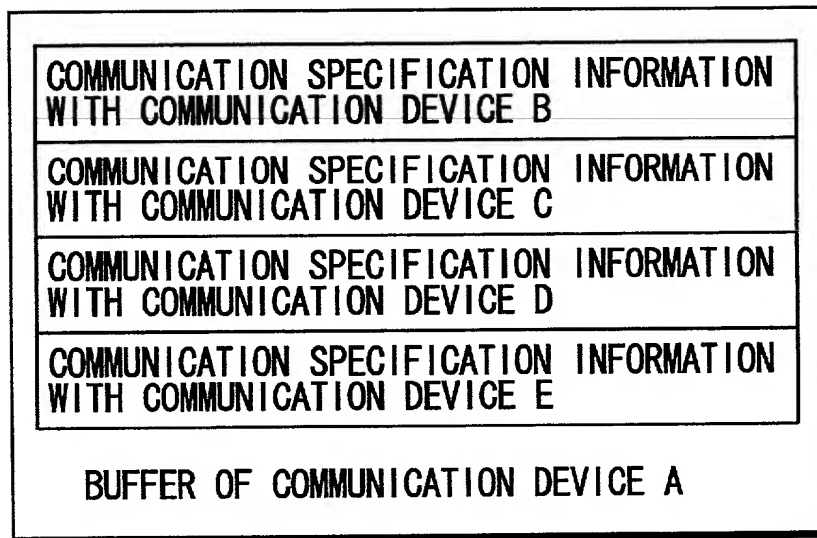 COMMUNICATION SPECIFICATION INFORMATION
WITH COMMUNICATION DEVICE B
COMMUNICATION SPECIFICATION INFORMATION
WITH COMMUNICATION DEVICE C
COMMUNICATION SPECIFICATION INFORMATION
WITH COMMUNICATION DEVICE D
COMMUNICATION SPECIFICATION INFORMATION
WITH COMMUNICATION DEVICE E
BUFFER OF COMMUNICATION DEVICE A